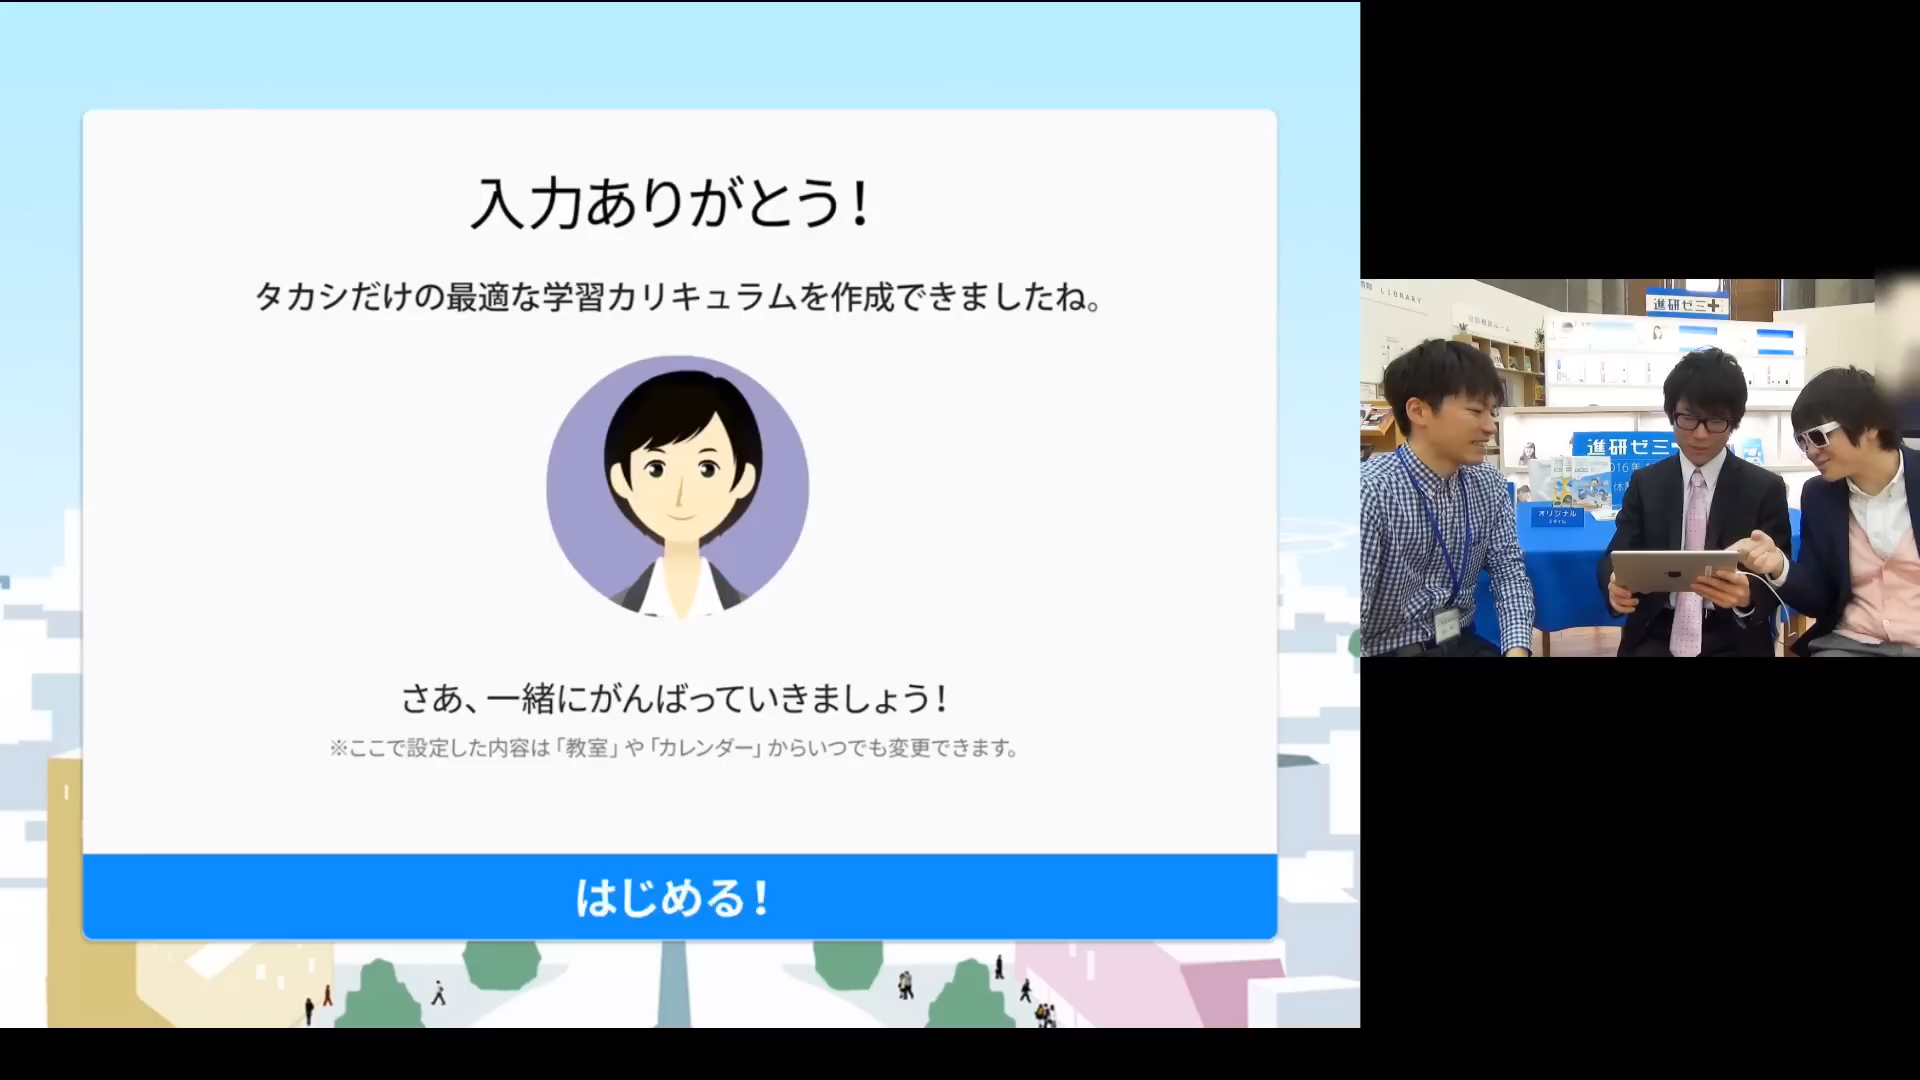 入力ありがとう!
タカシだけの最適な学習カリキュラムを作成できましたね。
さあ、一緒にがんばっていきましょう!
※ここで設定した内容は「教室」や「カレンダー」からいつでも変更できます。
はじめる!
LIBRARY
進研ゼミ+
進研ゼミ
オリジナル
スタイル